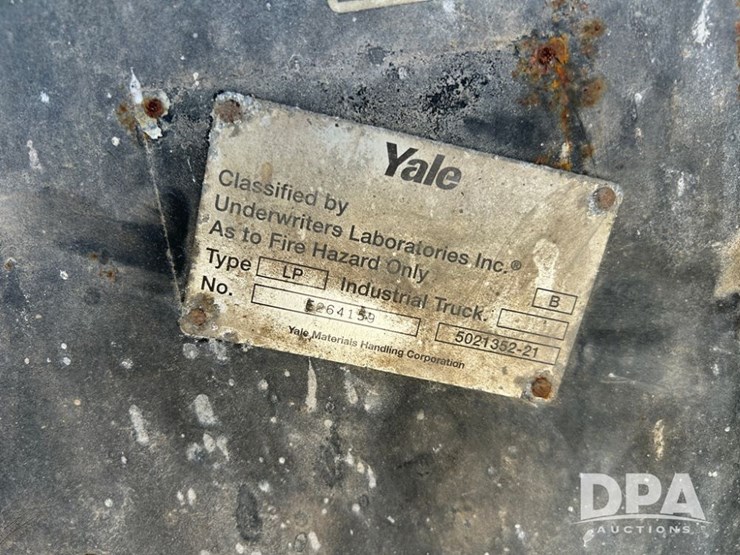 Yale
Classified by
Underwriters Laboratories Inc.®
As to Fire Hazard Only
Type LP Industrial Truck. B
No. 5021352-21
Yale Materials Handling Corporation
DPA
AUCTIONS